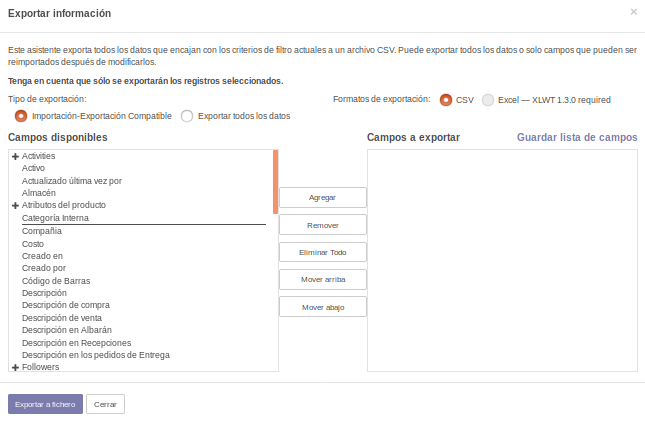 Exportar información
×
Este asistente exporta todos los datos que encajan con los criterios de filtro actuales a un archivo CSV. Puede exportar todos los datos o solo campos que pueden ser
reimportados después de modificarlos.
Tenga en cuenta que sólo se exportarán los registros seleccionados.
Tipo de exportación:
Importación-Exportación Compatible Exportar todos los datos
Formatos de exportación: CSV Excel — XLWT 1.3.0 required
Campos disponibles
Activities
Activo
Actualizado última vez por
Almacén
Atributos del producto
Categoría Interna
Compañia
Costo
Creado en
Creado por
Código de Barras
Descripción
Descripción de compra
Descripción de venta
Descripción en Albarán
Descripción en Recepciones
Descripción en los pedidos de Entrega
Followers
Agregar
Remover
Eliminar Todo
Mover arriba
Mover abajo
Campos a exportar
Guardar lista de campos
Exportar a fichero
Cerrar